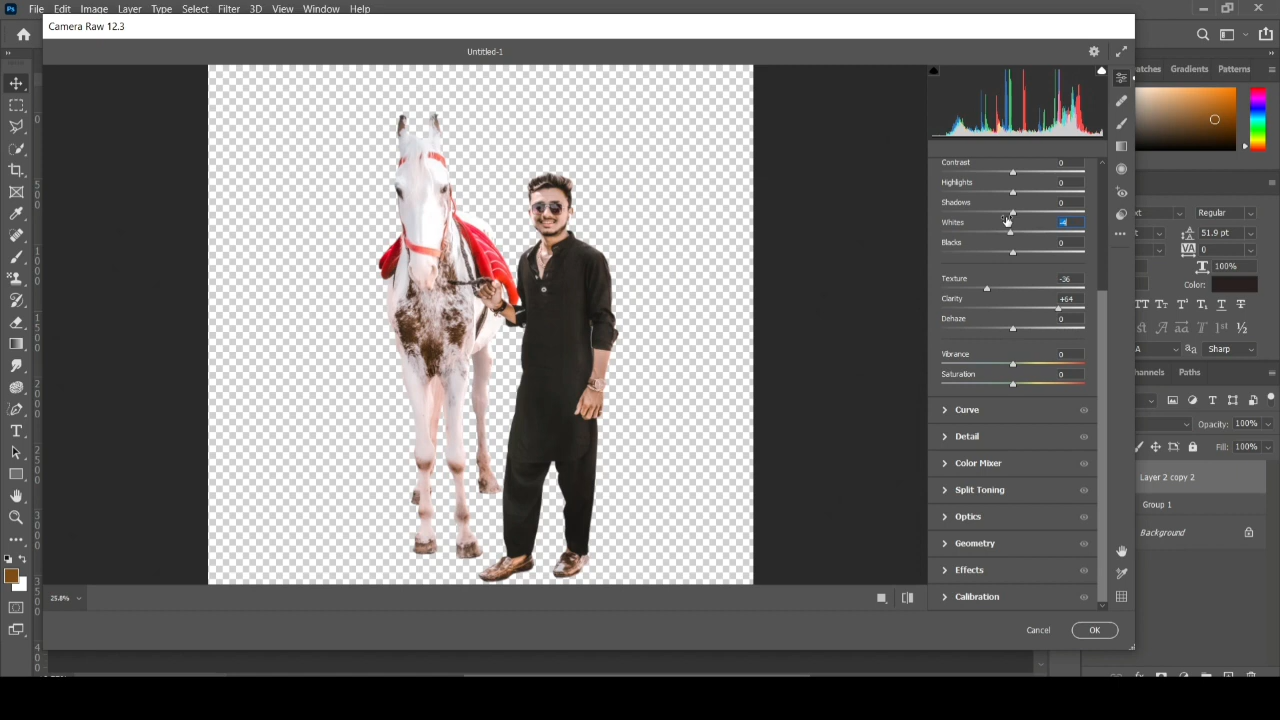 File Edit Image Layer Type Select Filter 3D View Window Help
Camera Raw 12.3
Untitled-1
Patterns
Gradients
Contrast 0
Highlights 0
Shadows 0
Whites -4
Blacks 0
Texture -36
Clarity +64
Dehaze 0
Vibrance 0
Saturation 0
Curve
Detail
Color Mixer
Split Toning
Optics
Geometry
Effects
Calibration
25.8%
Cancel OK
Regular
51.9 pt
0
100%
Color:
Sharp
Paths
Opacity: 100%
Fill: 100%
Layer 2 copy 2
Group 1
Background